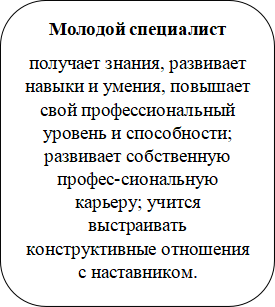 Молодой специалист
получает знания, развивает
навыки и умения, повышает
свой профессиональный
уровень и способности;
развивает собственную
профес-сиональную
карьеру; учится
выстраивать
конструктивные отношения
с наставником.